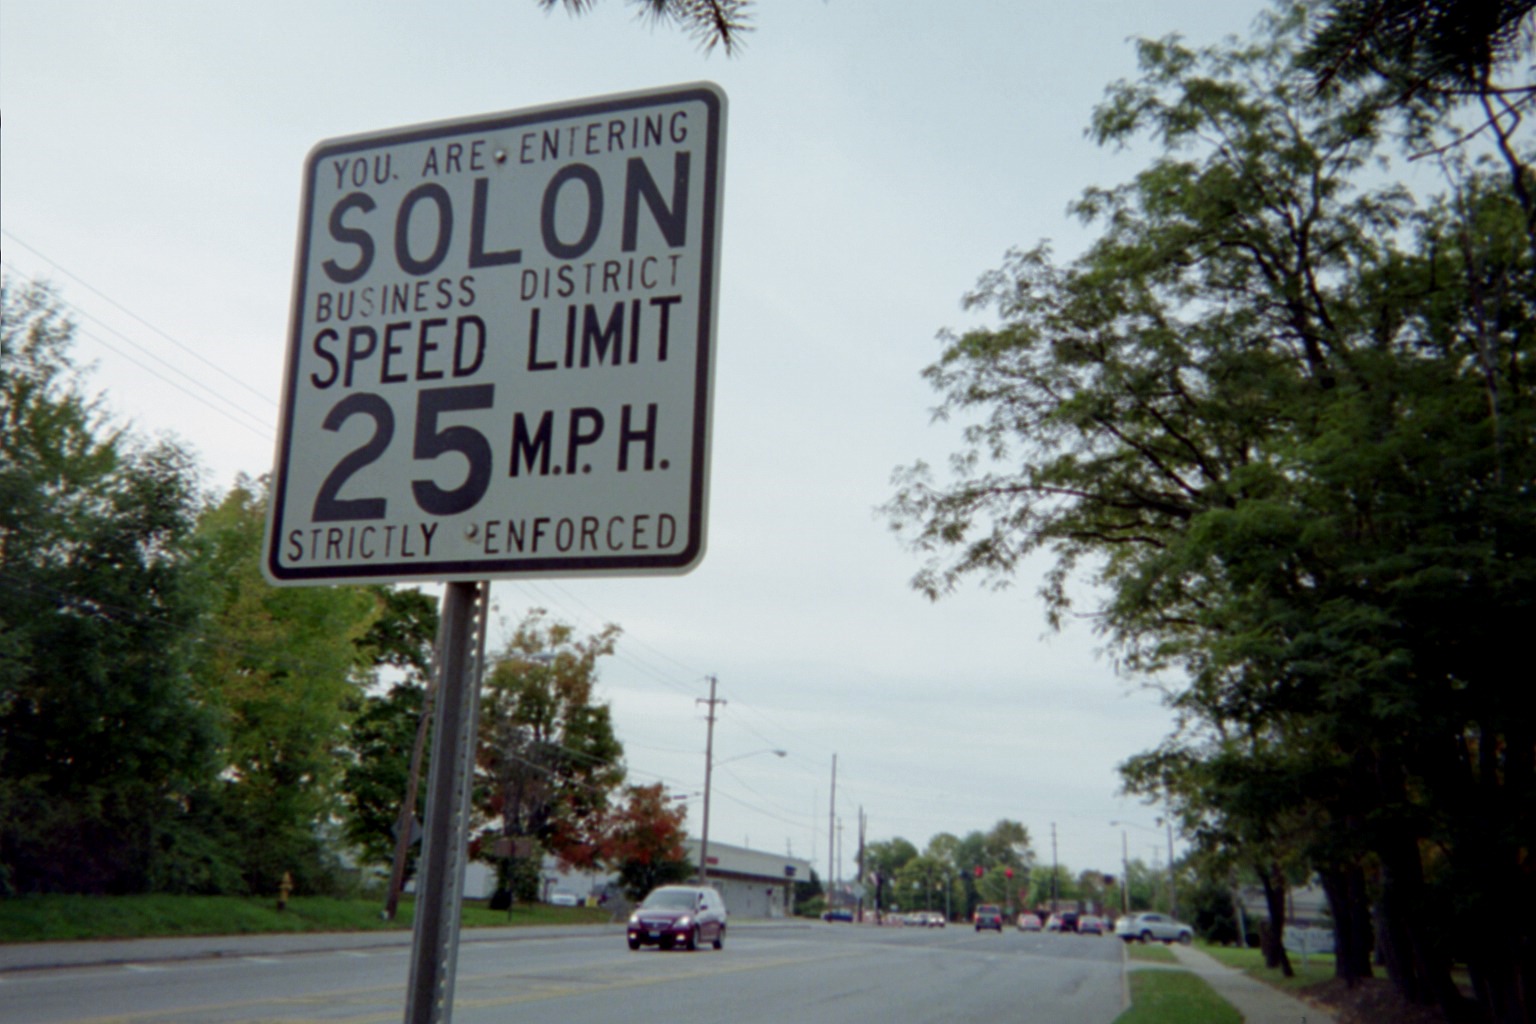 YOU. ARE ENTERING
SOLON
BUSINESS DISTRICT
SPEED LIMIT
25 M.P.H.
STRICTLY ENFORCED